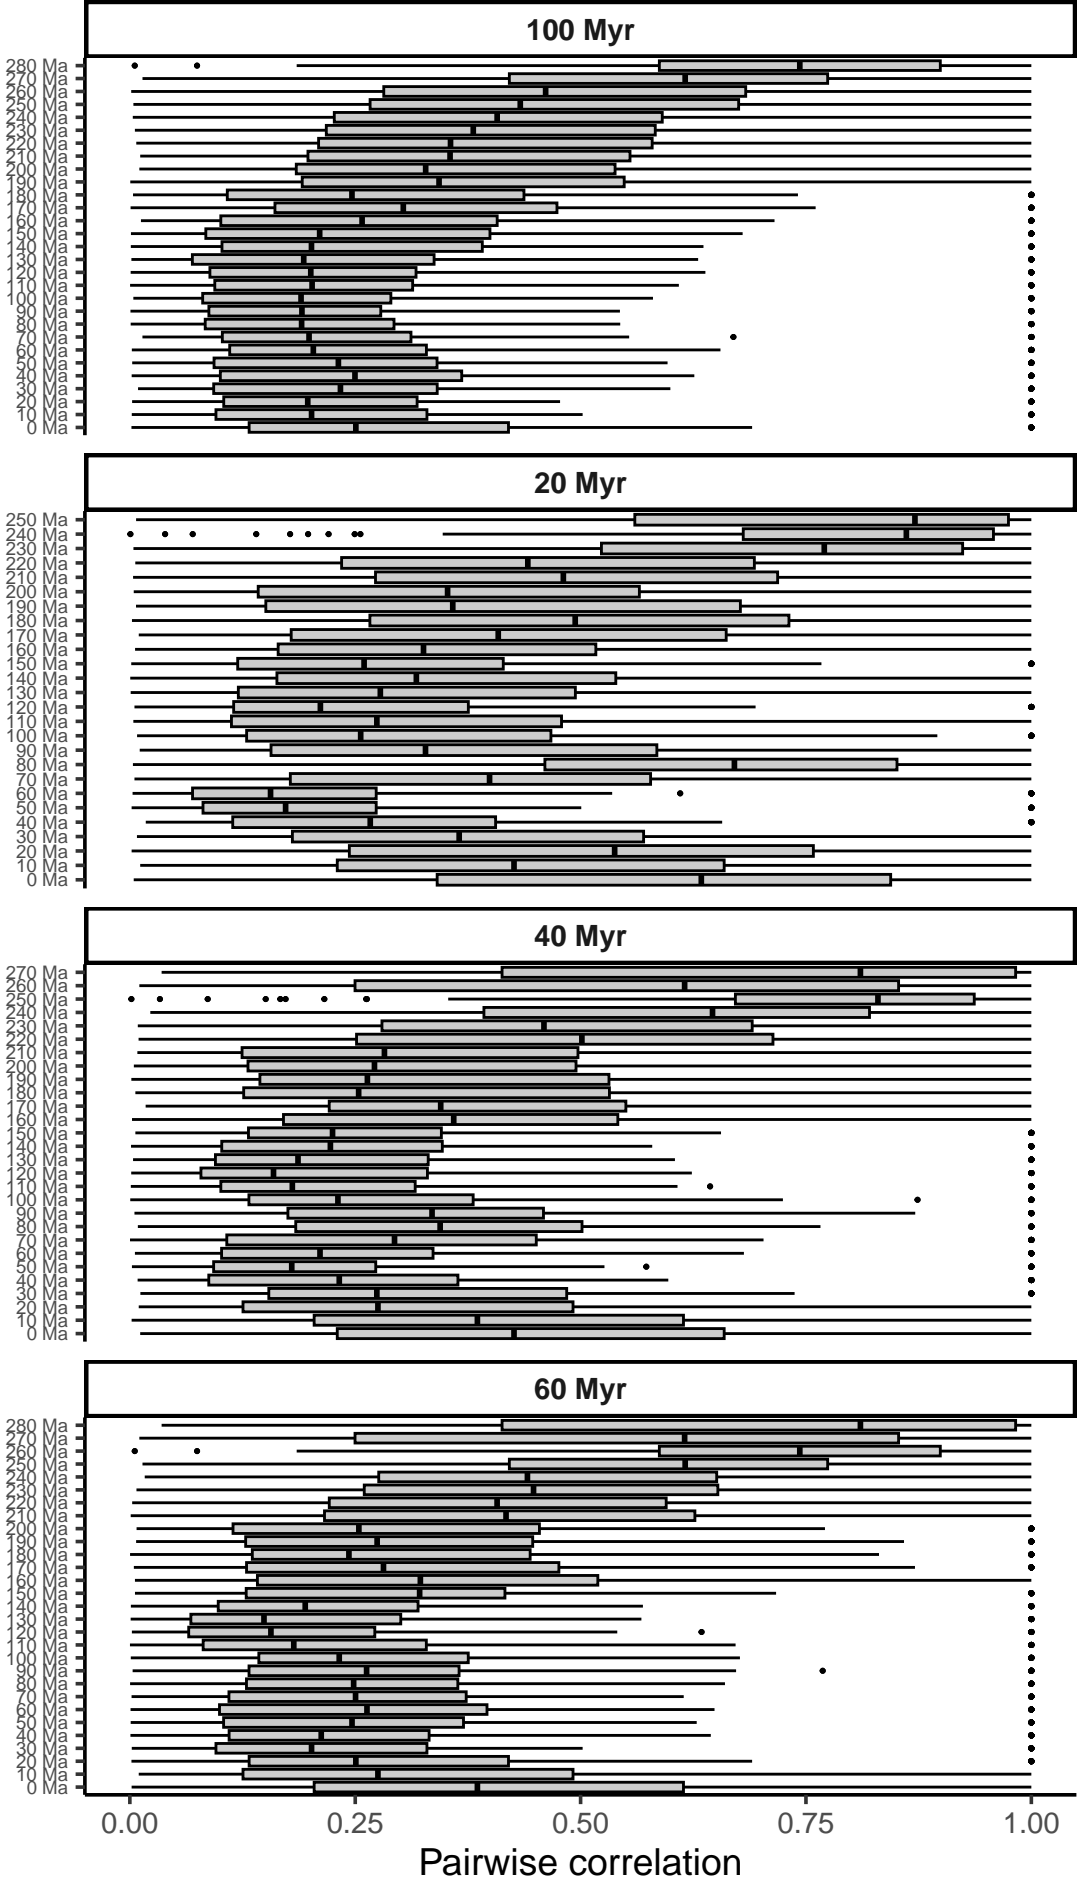 100 Myr
280 Ma
270 Ma
260 Ma
250 Ma
240 Ma
230 Ma
220 Ma
210 Ma
200 Ma
190 Ma
180 Ma
170 Ma
160 Ma
150 Ma
140 Ma
130 Ma
120 Ma
110 Ma
100 Ma
90 Ma
80 Ma
70 Ma
60 Ma
50 Ma
40 Ma
30 Ma
20 Ma
10 Ma
0 Ma
20 Myr
250 Ma
240 Ma
230 Ma
220 Ma
210 Ma
200 Ma
190 Ma
180 Ma
170 Ma
160 Ma
150 Ma
140 Ma
130 Ma
120 Ma
110 Ma
100 Ma
90 Ma
80 Ma
70 Ma
60 Ma
50 Ma
40 Ma
30 Ma
20 Ma
10 Ma
0 Ma
40 Myr
270 Ma
260 Ma
250 Ma
240 Ma
230 Ma
220 Ma
210 Ma
200 Ma
190 Ma
180 Ma
170 Ma
160 Ma
150 Ma
140 Ma
130 Ma
120 Ma
110 Ma
100 Ma
90 Ma
80 Ma
70 Ma
60 Ma
50 Ma
40 Ma
30 Ma
20 Ma
10 Ma
0 Ma
60 Myr
280 Ma
270 Ma
260 Ma
250 Ma
240 Ma
230 Ma
220 Ma
210 Ma
200 Ma
190 Ma
180 Ma
170 Ma
160 Ma
150 Ma
140 Ma
130 Ma
120 Ma
110 Ma
100 Ma
90 Ma
80 Ma
70 Ma
60 Ma
50 Ma
40 Ma
30 Ma
20 Ma
10 Ma
0 Ma
0.00 0.25 0.50 0.75 1.00
Pairwise correlation